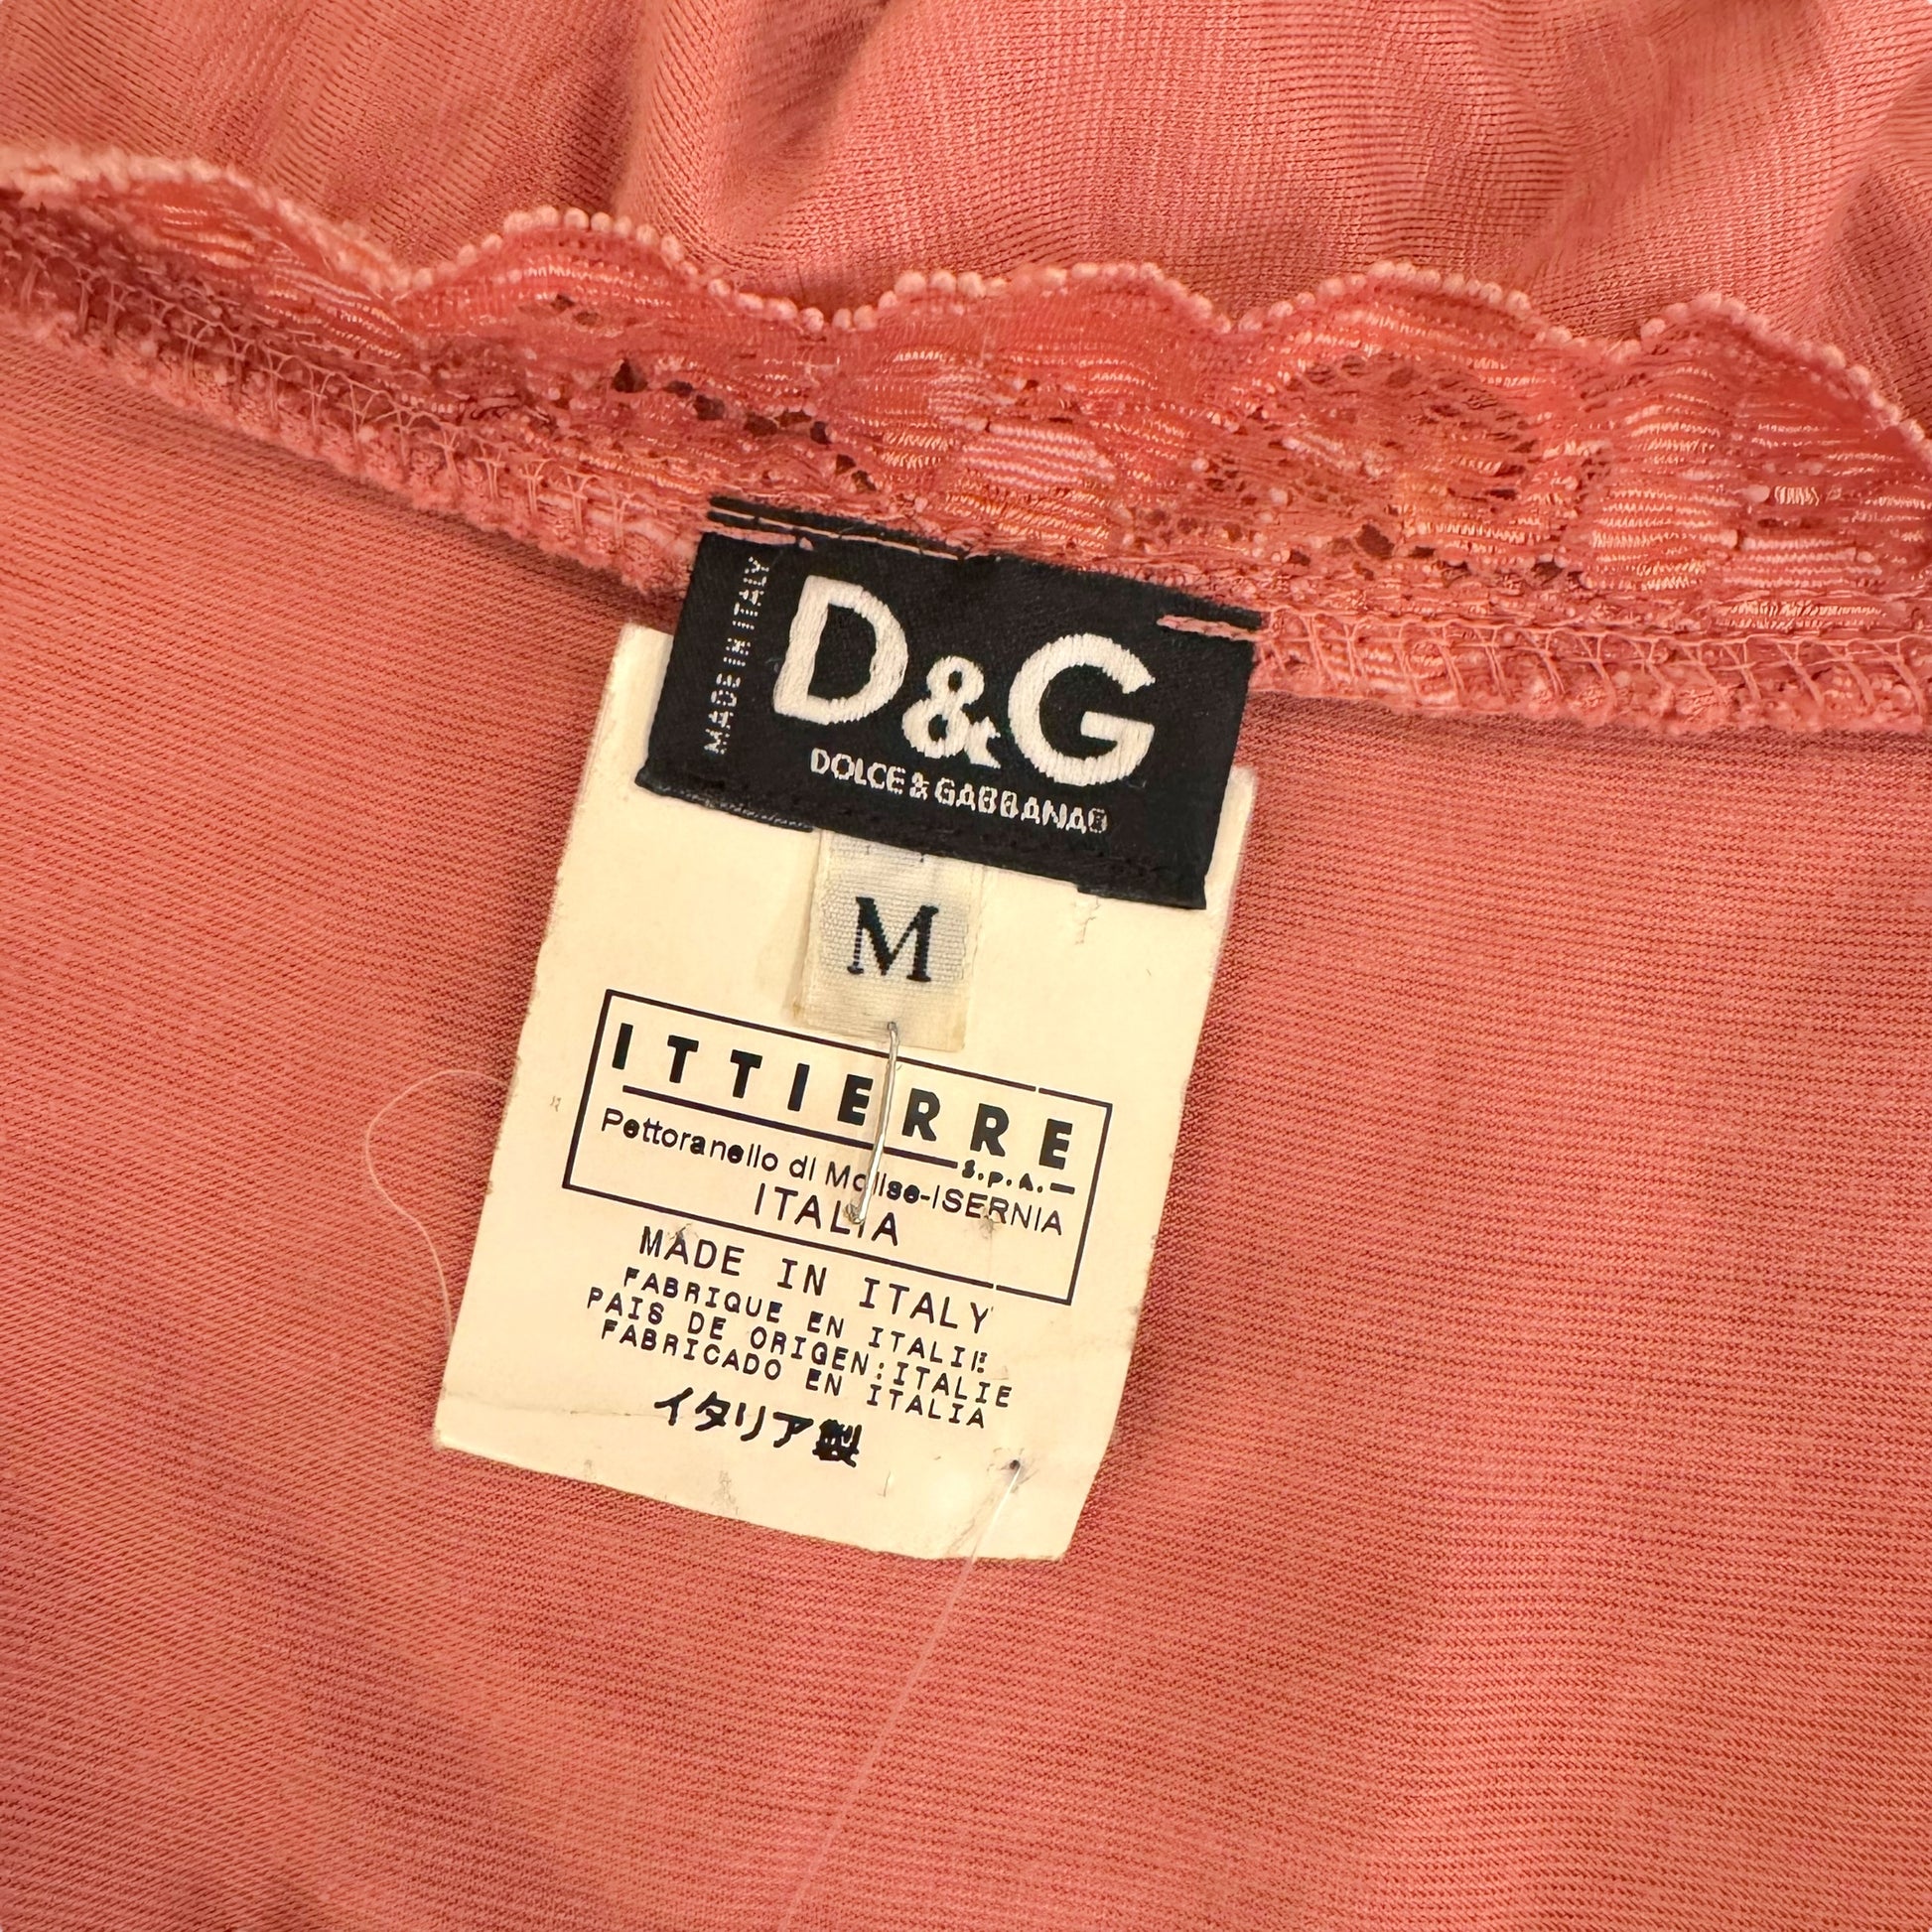 MADE IN ITALY
D&G
DOLCE & GABBANA®
M
ITTIERRE
S.p.A.
Pettoranello di Molise-ISERNIA
ITALIA
MADE IN ITALY
FABRIQUE EN ITALIE
PAIS DE ORIGEN:ITALIE
FABRICADO EN ITALIA
イタリア製